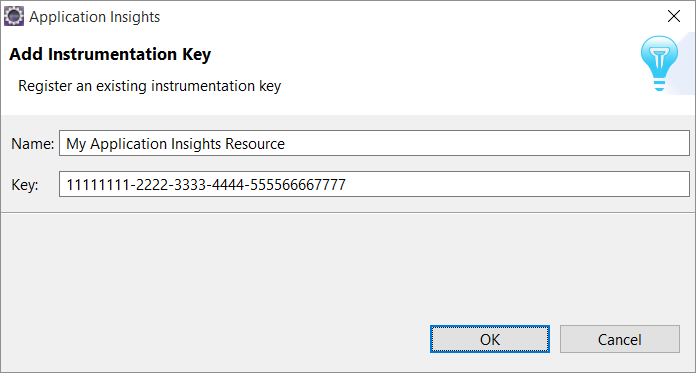 Application Insights
Add Instrumentation Key
Register an existing instrumentation key
Name: My Application Insights Resource
Key: 11111111-2222-3333-4444-555566667777
OK Cancel